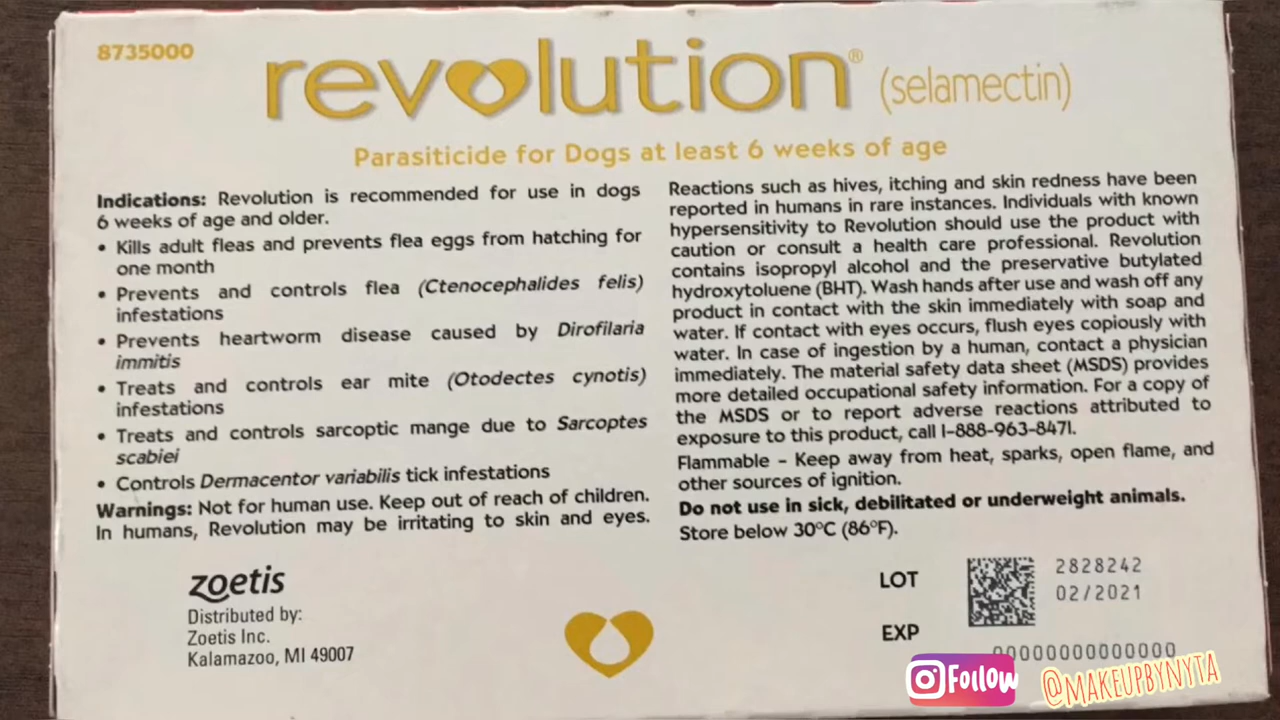 8735000
revolution® (selamectin)
Parasiticide for Dogs at least 6 weeks of age
Indications: Revolution is recommended for use in dogs
6 weeks of age and older.
• Kills adult fleas and prevents flea eggs from hatching for
one month
• Prevents and controls flea (Ctenocephalides felis)
infestations
• Prevents heartworm disease caused by Dirofilaria
immitis
• Treats and controls ear mite (Otodectes cynotis)
infestations
• Treats and controls sarcoptic mange due to Sarcoptes
scabiei
• Controls Dermacentor variabilis tick infestations
Warnings: Not for human use. Keep out of reach of children.
In humans, Revolution may be irritating to skin and eyes.
Reactions such as hives, itching and skin redness have been
reported in humans in rare instances. Individuals with known
hypersensitivity to Revolution should use the product with
caution or consult a health care professional. Revolution
contains isopropyl alcohol and the preservative butylated
hydroxytoluene (BHT). Wash hands after use and wash off any
product in contact with the skin immediately with soap and
water. If contact with eyes occurs, flush eyes copiously with
water. In case of ingestion by a human, contact a physician
immediately. The material safety data sheet (MSDS) provides
more detailed occupational safety information. For a copy of
the MSDS or to report adverse reactions attributed to
exposure to this product, call 1-888-963-8471.
Flammable - Keep away from heat, sparks, open flame, and
other sources of ignition.
Do not use in sick, debilitated or underweight animals.
Store below 30°C (86°F).
zoetis
Distributed by:
Zoetis Inc.
Kalamazoo, MI 49007
LOT
2828242
02/2021
EXP
00000000000000
Follow
@MAKEUPBYNYTA